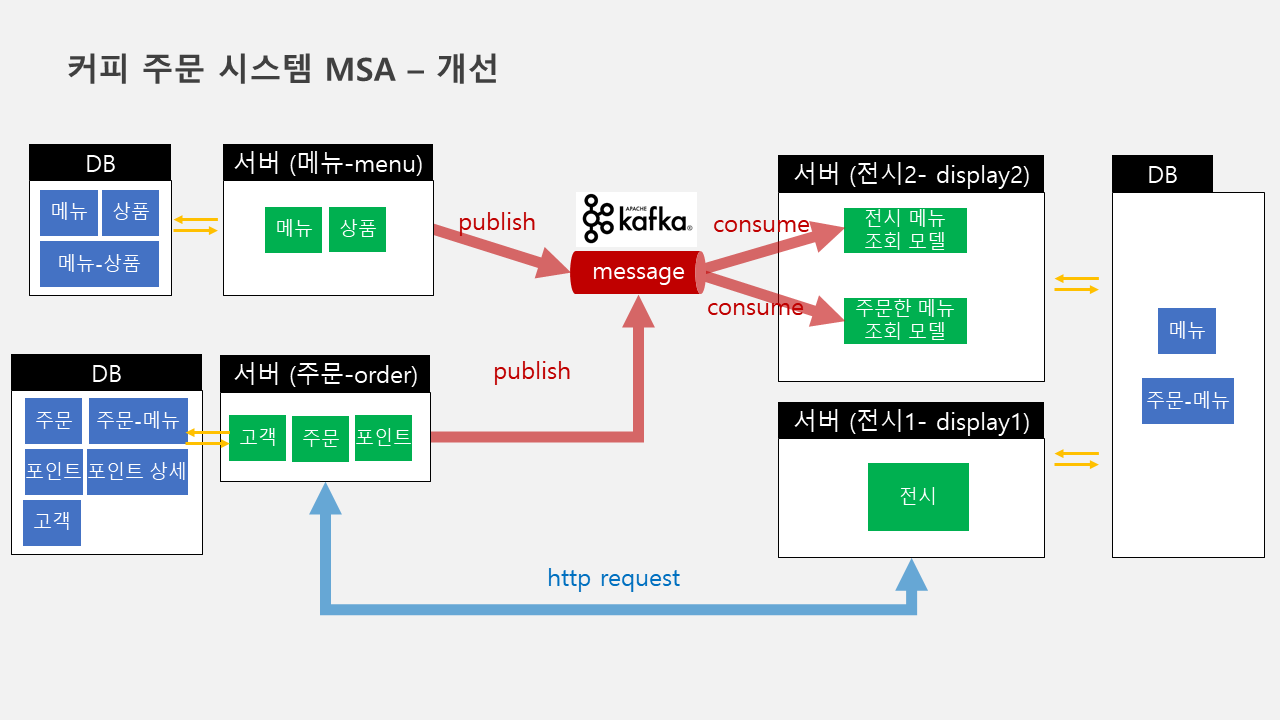 커피 주문 시스템 MSA – 개선
DB
메뉴
상품
메뉴-상품
서버 (메뉴-menu)
메뉴
상품
publish
APACHE
kafka®
message
consume
consume
서버 (전시2- display2)
전시 메뉴
조회 모델
주문한 메뉴
조회 모델
DB
메뉴
주문-메뉴
DB
주문
주문-메뉴
포인트
포인트 상세
고객
서버 (주문-order)
고객
주문
포인트
publish
서버 (전시1- display1)
전시
http request